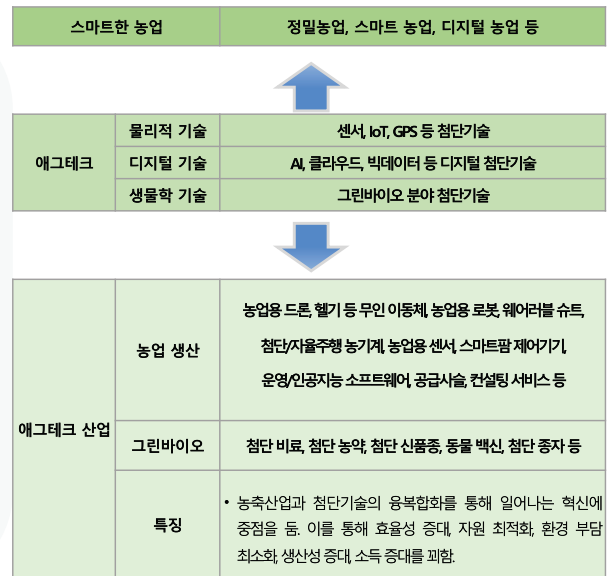 스마트한 농업 정밀농업, 스마트 농업, 디지털 농업 등
물리적 기술 센서, IoT, GPS 등 첨단기술
애그테크 디지털 기술 AI, 클라우드, 빅데이터 등 디지털 첨단기술
생물학 기술 그린바이오 분야 첨단기술
농업용 드론, 헬기 등 무인 이동체, 농업용 로봇, 웨어러블 슈트,
농업 생산 첨단/자율주행 농기계, 농업용 센서, 스마트팜 제어기기,
운영/인공지능 소프트웨어, 공급사슬, 컨설팅 서비스 등
애그테크 산업
그린바이오 첨단 비료, 첨단 농약, 첨단 신품종, 동물 백신, 첨단 종자 등
특징
• 농축산업과 첨단기술의 융복합화를 통해 일어나는 혁신에
중점을 둠. 이를 통해 효율성 증대, 자원 최적화, 환경 부담
최소화, 생산성 증대, 소득 증대를 꾀함.